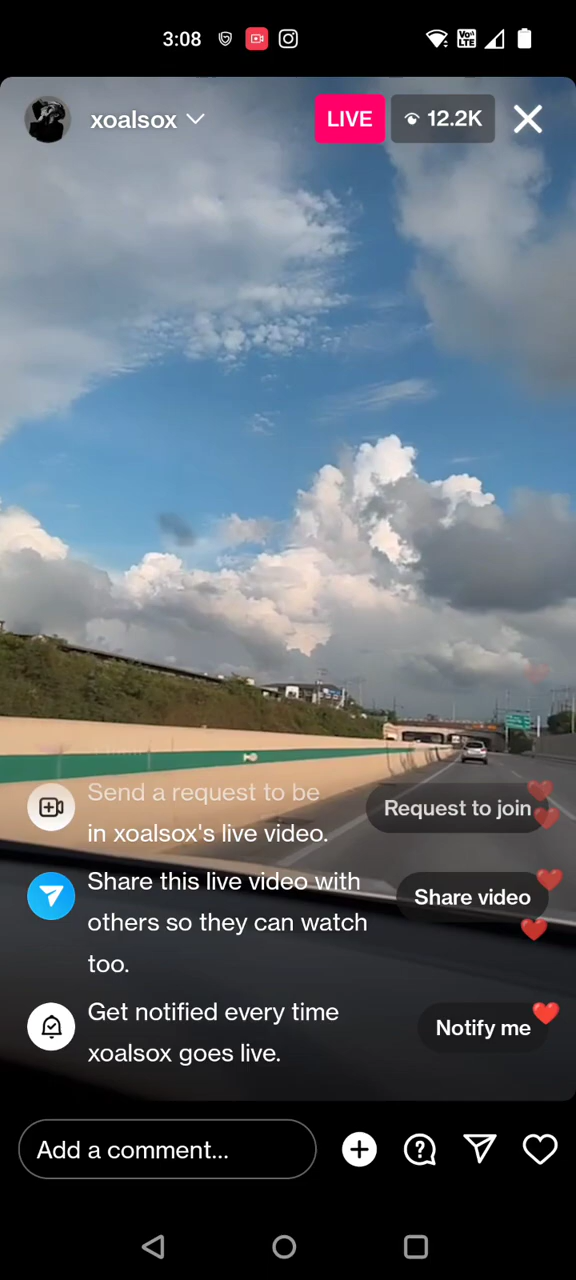 3:08
Vo
LTE
xoalsox
LIVE
12.2K
Send a request to be
in xoalsox's live video.
Request to join
Share this live video with
others so they can watch
too.
Share video
Get notified every time
xoalsox goes live.
Notify me
Add a comment...